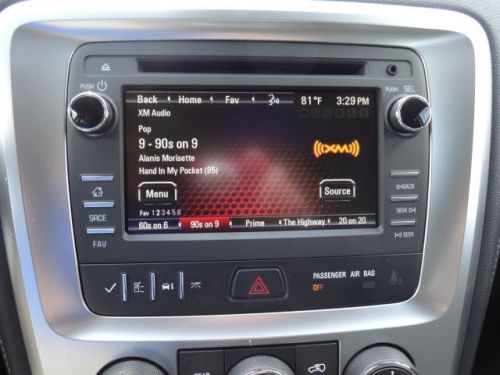 PUSH
PUSH SEL
Back Home Fav 81°F 3:29 PM
XM Audio
Pop
9 - 90s on 9
Alanis Morisette
Hand In My Pocket (95)
XM
Menu
Source
Fav 1 2 3 4 5 6
60s on 6 90s on 9 Prime The Highway 20 on 20
SRCE
FAV
BACK
SEEK
SEEK
PASSENGER AIR BAG
OFF
REAR